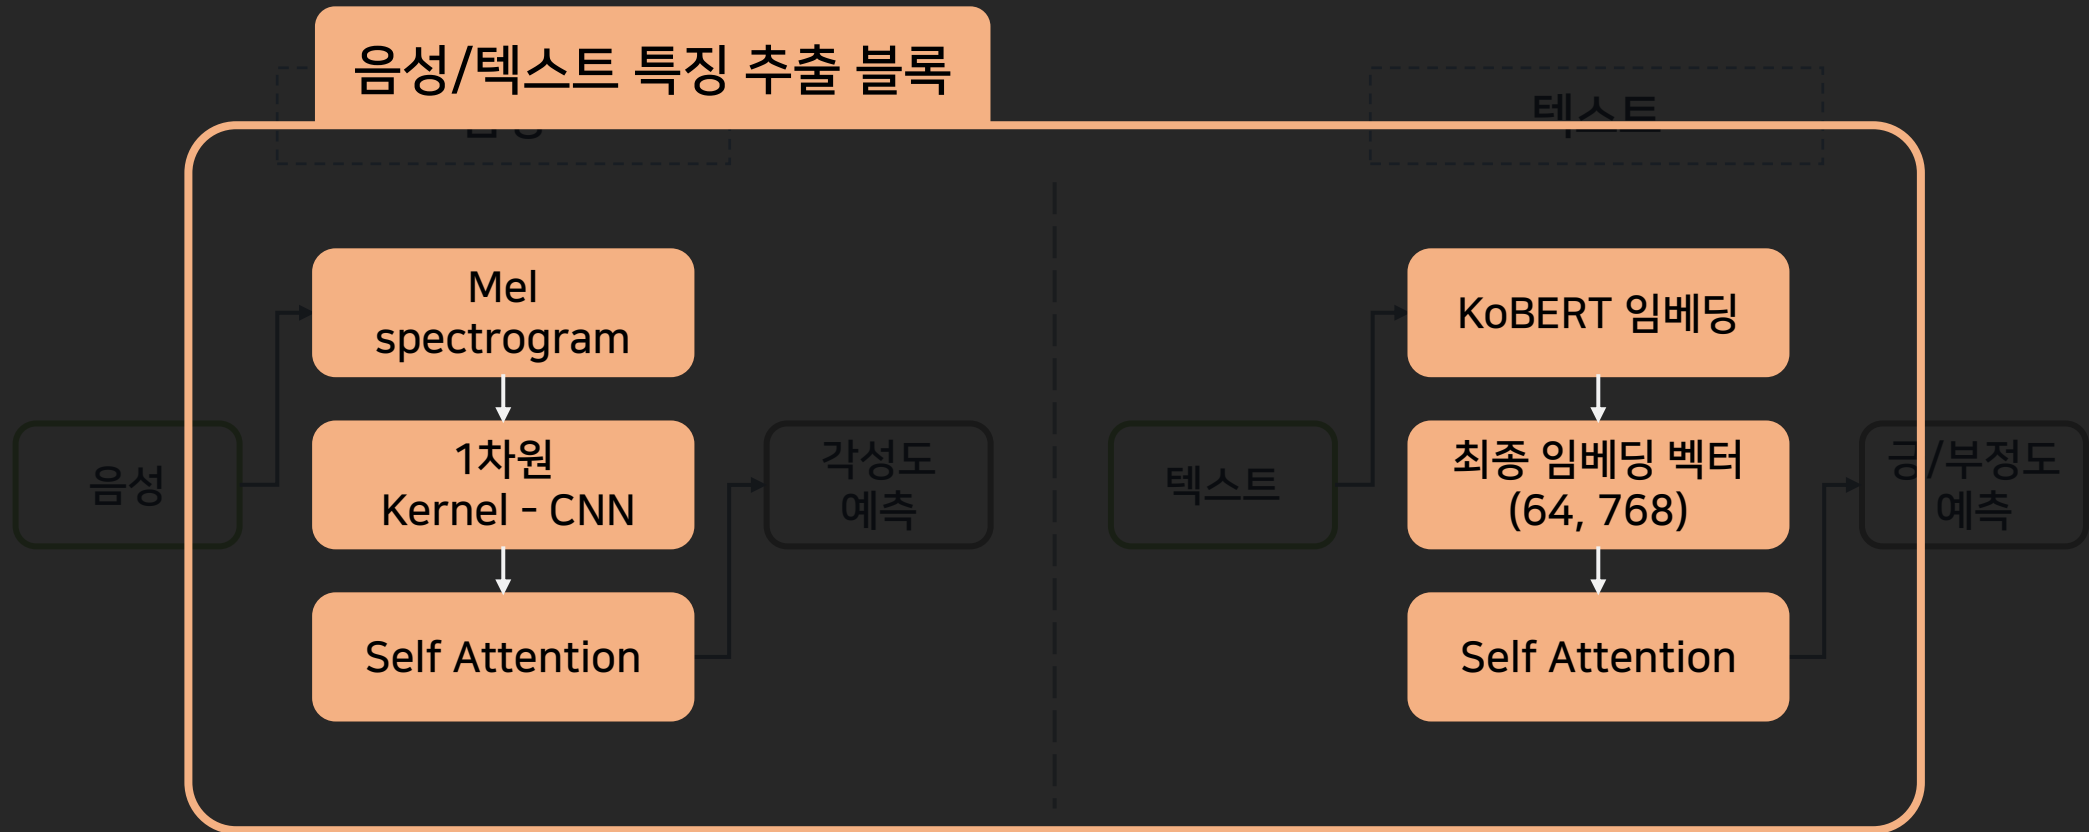 음성/텍스트 특징 추출 블록
텍스트
Mel
spectrogram
1차원
Kernel - CNN
Self Attention
음성
각성도
예측
KoBERT 임베딩
최종 임베딩 벡터
(64, 768)
Self Attention
텍스트
긍/부정도
예측